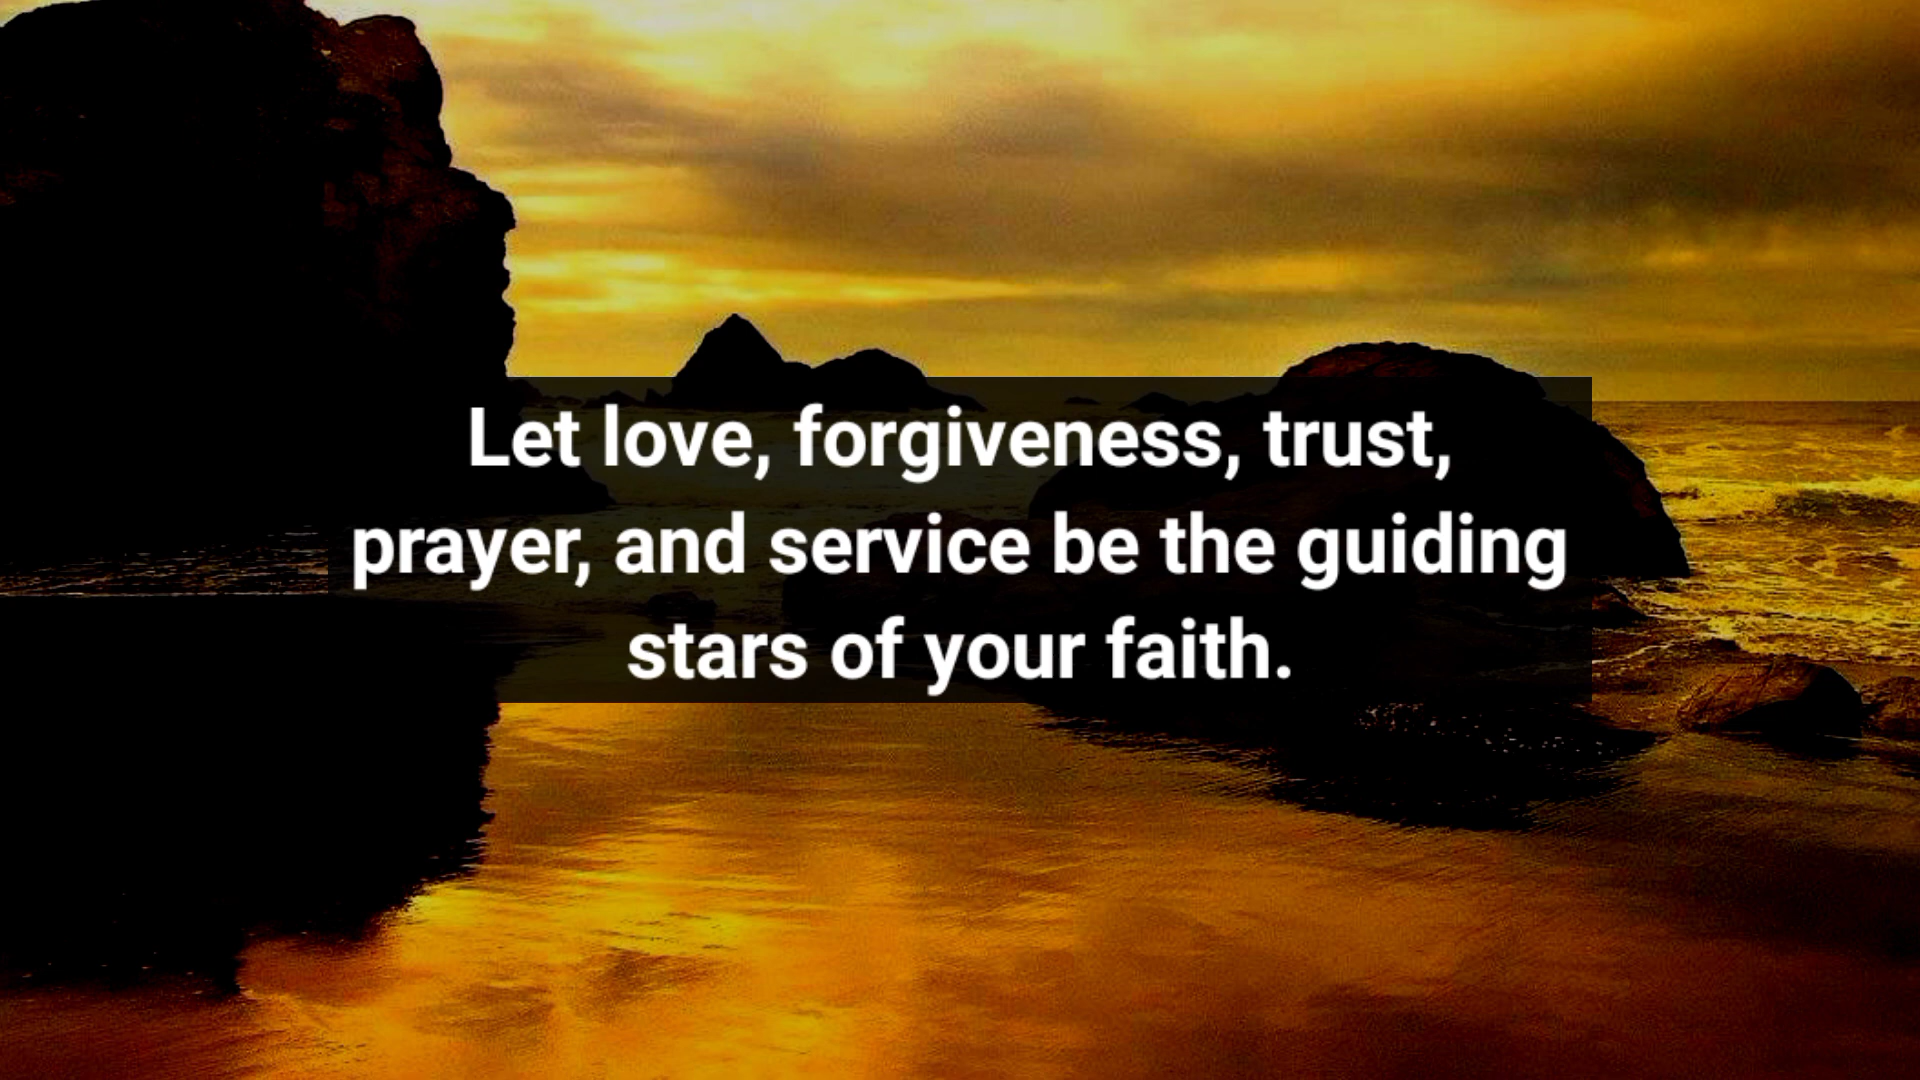 Let love, forgiveness, trust,
prayer, and service be the guiding
stars of your faith.